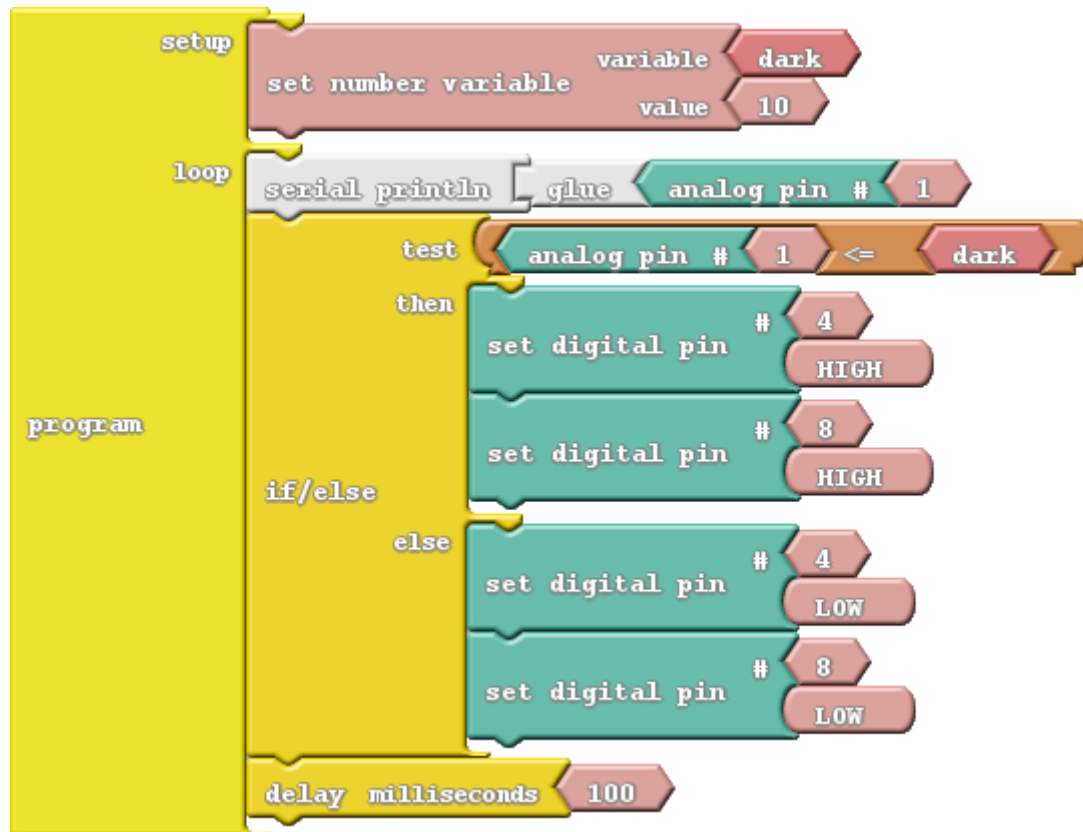 setup
set number variable
variable dark
value 10
loop
serial println glue analog pin # 1
test analog pin # 1 <= dark
then
set digital pin # 4
HIGH
set digital pin # 8
HIGH
program
if/else
else
set digital pin # 4
LOW
set digital pin # 8
LOW
delay milliseconds 100